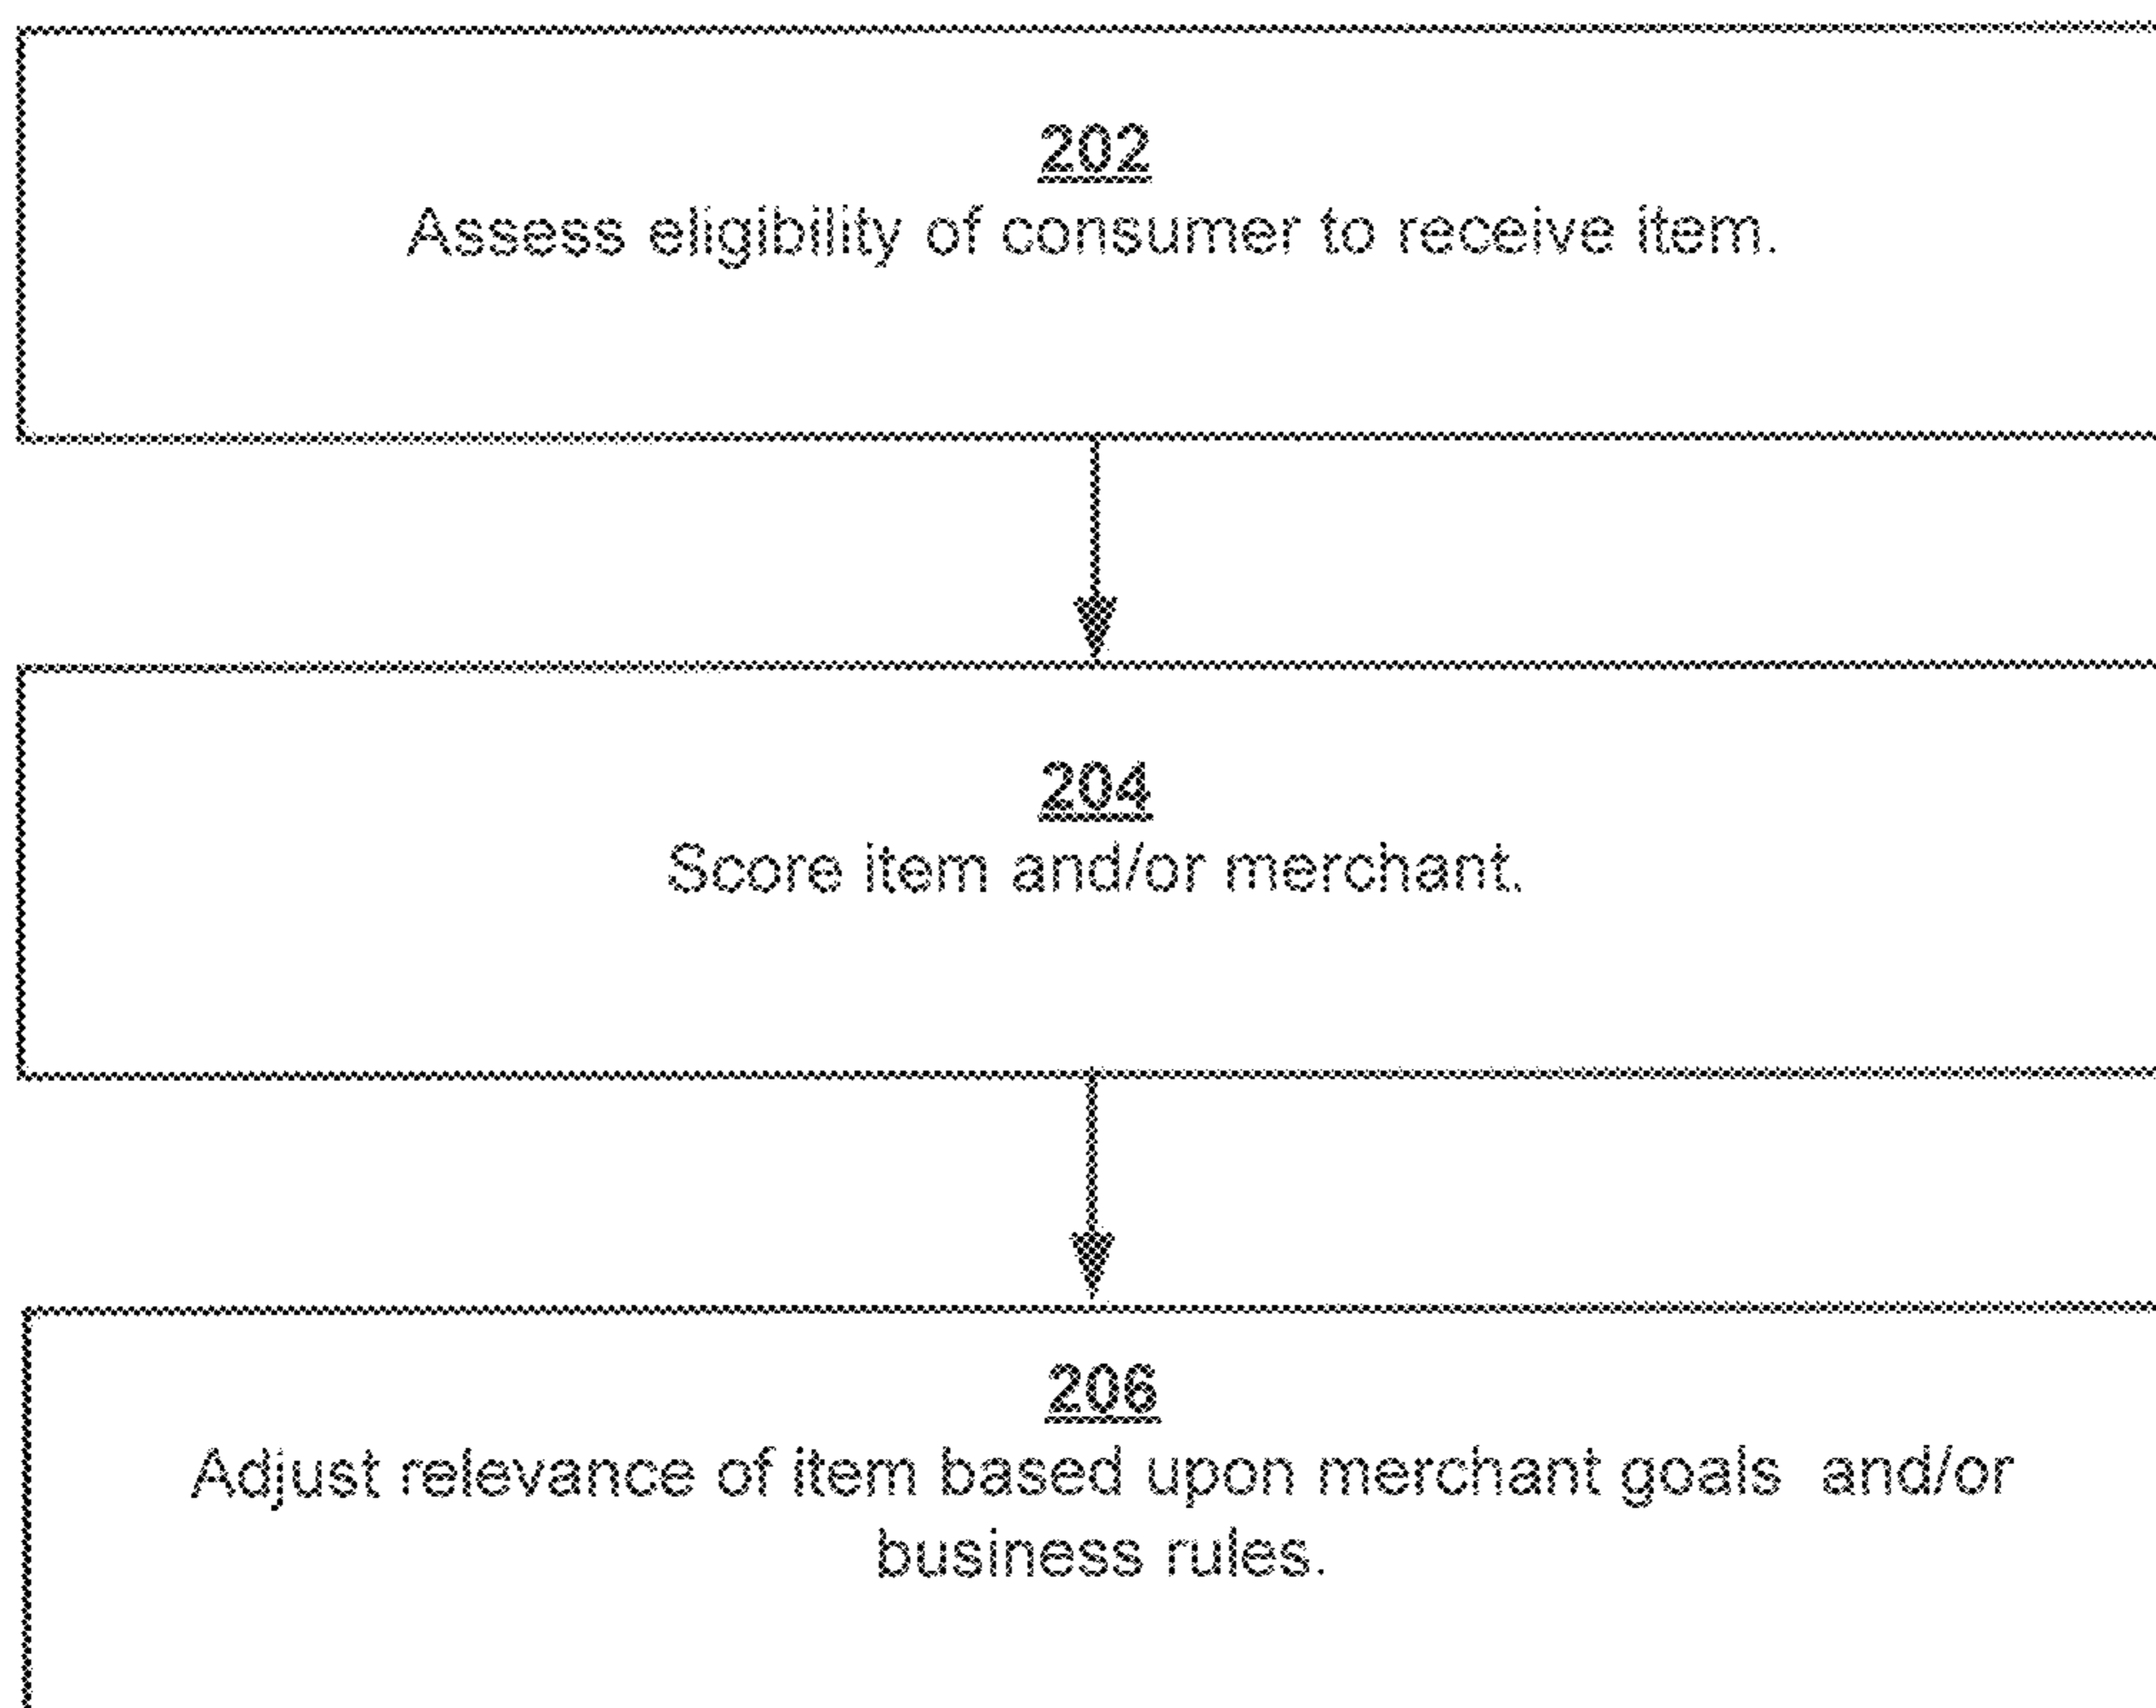 202
Assess eligibility of consumer to receive item.
204
Score item and/or merchant.
206
Adjust relevance of item based upon merchant goals  and/or
business rules.